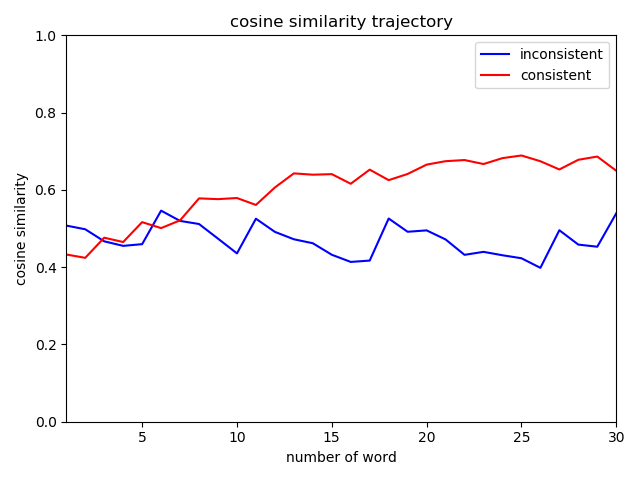 cosine similarity trajectory
inconsistent
consistent
1.0
0.8
0.6
0.4
0.2
0.0
cosine similarity
5
10
15
20
25
30
number of word